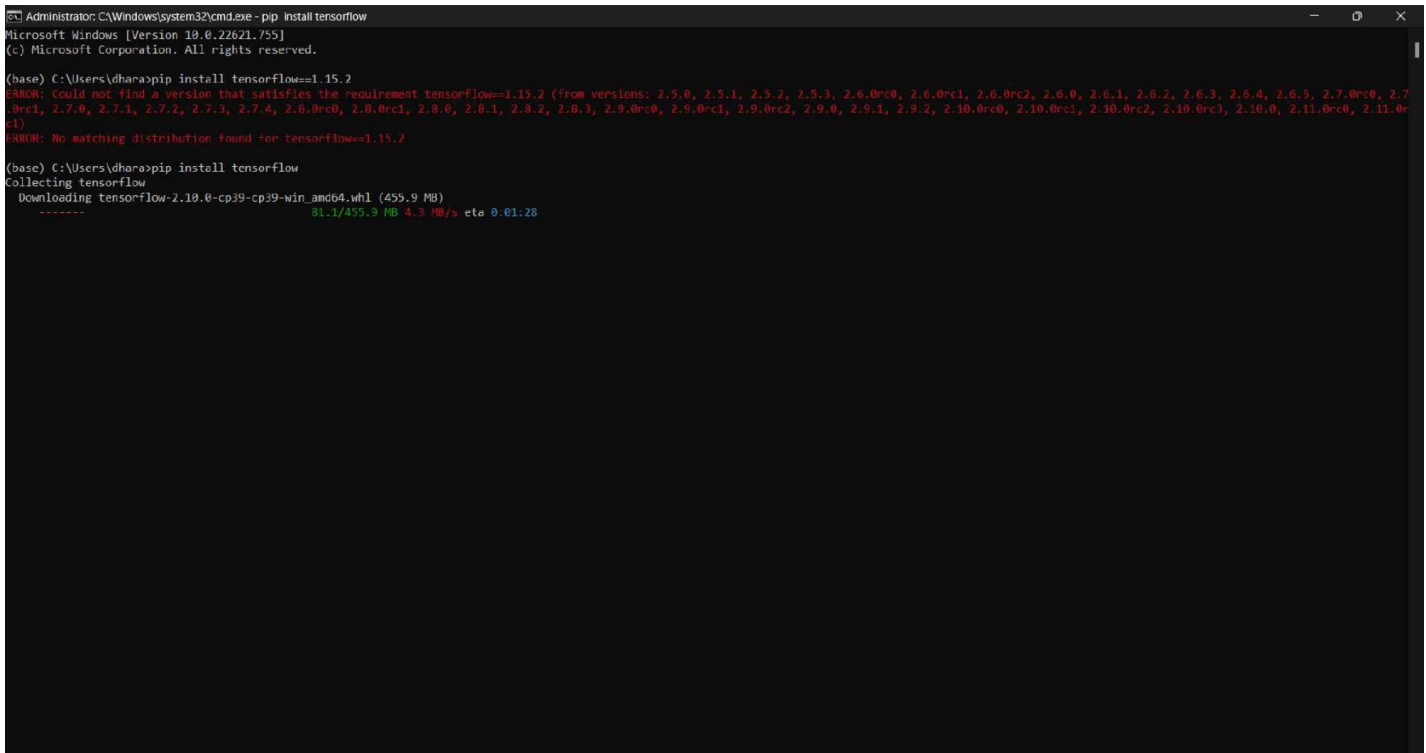 Administrator: C:\Windows\system32\cmd.exe - pip install tensorflow
Microsoft Windows [Version 10.0.22621.755]
(c) Microsoft Corporation. All rights reserved.
(base) C:\Users\dhara>pip install tensorflow==1.15.2
ERROR: Could not find a version that satisfies the requirement tensorflow==1.15.2 (from versions: 2.5.0, 2.5.1, 2.5.2, 2.5.3, 2.6.0rc0, 2.6.0rc1, 2.6.0rc2, 2.6.0, 2.6.1, 2.6.2, 2.6.3, 2.6.4, 2.6.5, 2.7.0rc0, 2.7
.0rc1, 2.7.0, 2.7.1, 2.7.2, 2.7.3, 2.7.4, 2.8.0rc0, 2.8.0rc1, 2.8.0, 2.8.1, 2.8.2, 2.8.3, 2.9.0rc0, 2.9.0rc1, 2.9.0rc2, 2.9.0, 2.9.1, 2.9.2, 2.10.0rc0, 2.10.0rc1, 2.10.0rc2, 2.10.0rc3, 2.10.0, 2.11.0rc0, 2.11.0r
c1)
ERROR: No matching distribution found for tensorflow==1.15.2
(base) C:\Users\dhara>pip install tensorflow
Collecting tensorflow
Downloading tensorflow-2.10.0-cp39-cp39-win_amd64.whl (455.9 MB)
------- 81.1/455.9 MB 4.3 MB/s eta 0:01:28